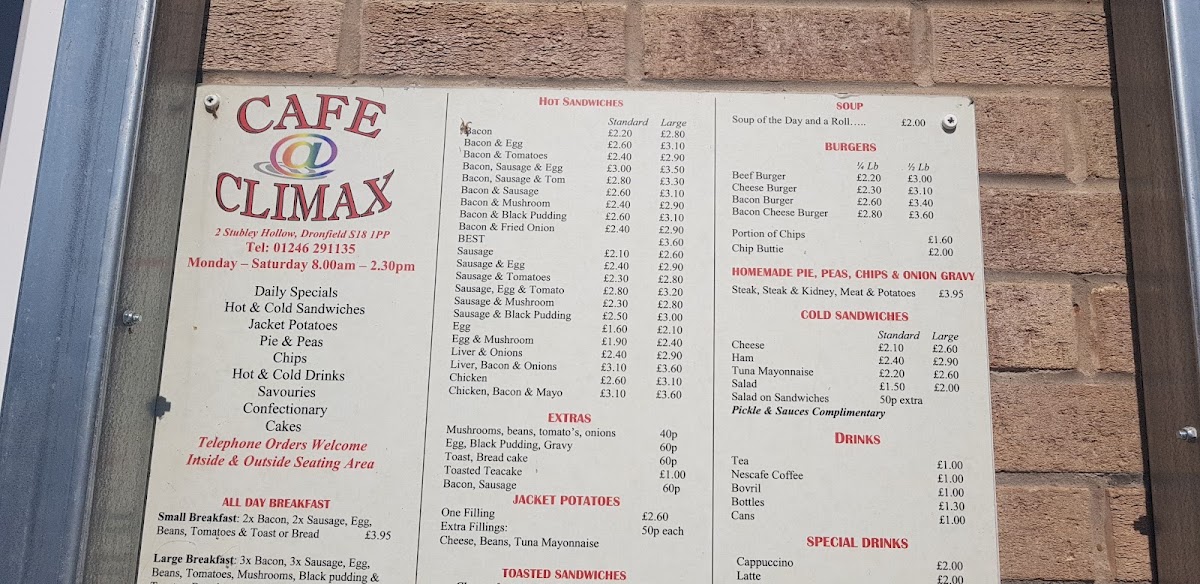 CAFE
@
CLIMAX
2 Stubley Hollow, Dronfield S18 1PP
Tel: 01246 291135
Monday – Saturday 8.00am – 2.30pm
Daily Specials
Hot & Cold Sandwiches
Jacket Potatoes
Pie & Peas
Chips
Hot & Cold Drinks
Savouries
Confectionary
Cakes
Telephone Orders Welcome
Inside & Outside Seating Area
ALL DAY BREAKFAST
Small Breakfast: 2x Bacon, 2x Sausage, Egg,
Beans, Tomatoes & Toast or Bread £3.95
Large Breakfast: 3x Bacon, 3x Sausage, Egg,
Beans, Tomatoes, Mushrooms, Black pudding &
HOT SANDWICHES
Standard Large
Bacon £2.20 £2.80
Bacon & Egg £2.60 £3.10
Bacon & Tomatoes £2.40 £2.90
Bacon, Sausage & Egg £3.00 £3.50
Bacon, Sausage & Tom £2.80 £3.30
Bacon & Sausage £2.60 £3.10
Bacon & Mushroom £2.40 £2.90
Bacon & Black Pudding £2.60 £3.10
Bacon & Fried Onion £2.40 £2.90
BEST £3.60
Sausage £2.10 £2.60
Sausage & Egg £2.40 £2.90
Sausage & Tomatoes £2.30 £2.80
Sausage, Egg & Tomato £2.80 £3.20
Sausage & Mushroom £2.30 £2.80
Sausage & Black Pudding £2.50 £3.00
Egg £1.60 £2.10
Egg & Mushroom £1.90 £2.40
Liver & Onions £2.40 £2.90
Liver, Bacon & Onions £3.10 £3.60
Chicken £2.60 £3.10
Chicken, Bacon & Mayo £3.10 £3.60
EXTRAS
Mushrooms, beans, tomato's, onions 40p
Egg, Black Pudding, Gravy 60p
Toast, Bread cake 60p
Toasted Teacake £1.00
Bacon, Sausage 60p
JACKET POTATOES
One Filling £2.60
Extra Fillings: 50p each
Cheese, Beans, Tuna Mayonnaise
TOASTED SANDWICHES
SOUP
Soup of the Day and a Roll….. £2.00
BURGERS
¼ Lb ½ Lb
Beef Burger £2.20 £3.00
Cheese Burger £2.30 £3.10
Bacon Burger £2.60 £3.40
Bacon Cheese Burger £2.80 £3.60
Portion of Chips £1.60
Chip Buttie £2.00
HOMEMADE PIE, PEAS, CHIPS & ONION GRAVY
Steak, Steak & Kidney, Meat & Potatoes £3.95
COLD SANDWICHES
Standard Large
Cheese £2.10 £2.60
Ham £2.40 £2.90
Tuna Mayonnaise £2.20 £2.60
Salad £1.50 £2.00
Salad on Sandwiches 50p extra
Pickle & Sauces Complimentary
DRINKS
Tea £1.00
Nescafe Coffee £1.00
Bovril £1.00
Bottles £1.30
Cans £1.00
SPECIAL DRINKS
Cappuccino £2.00
Latte £2.00